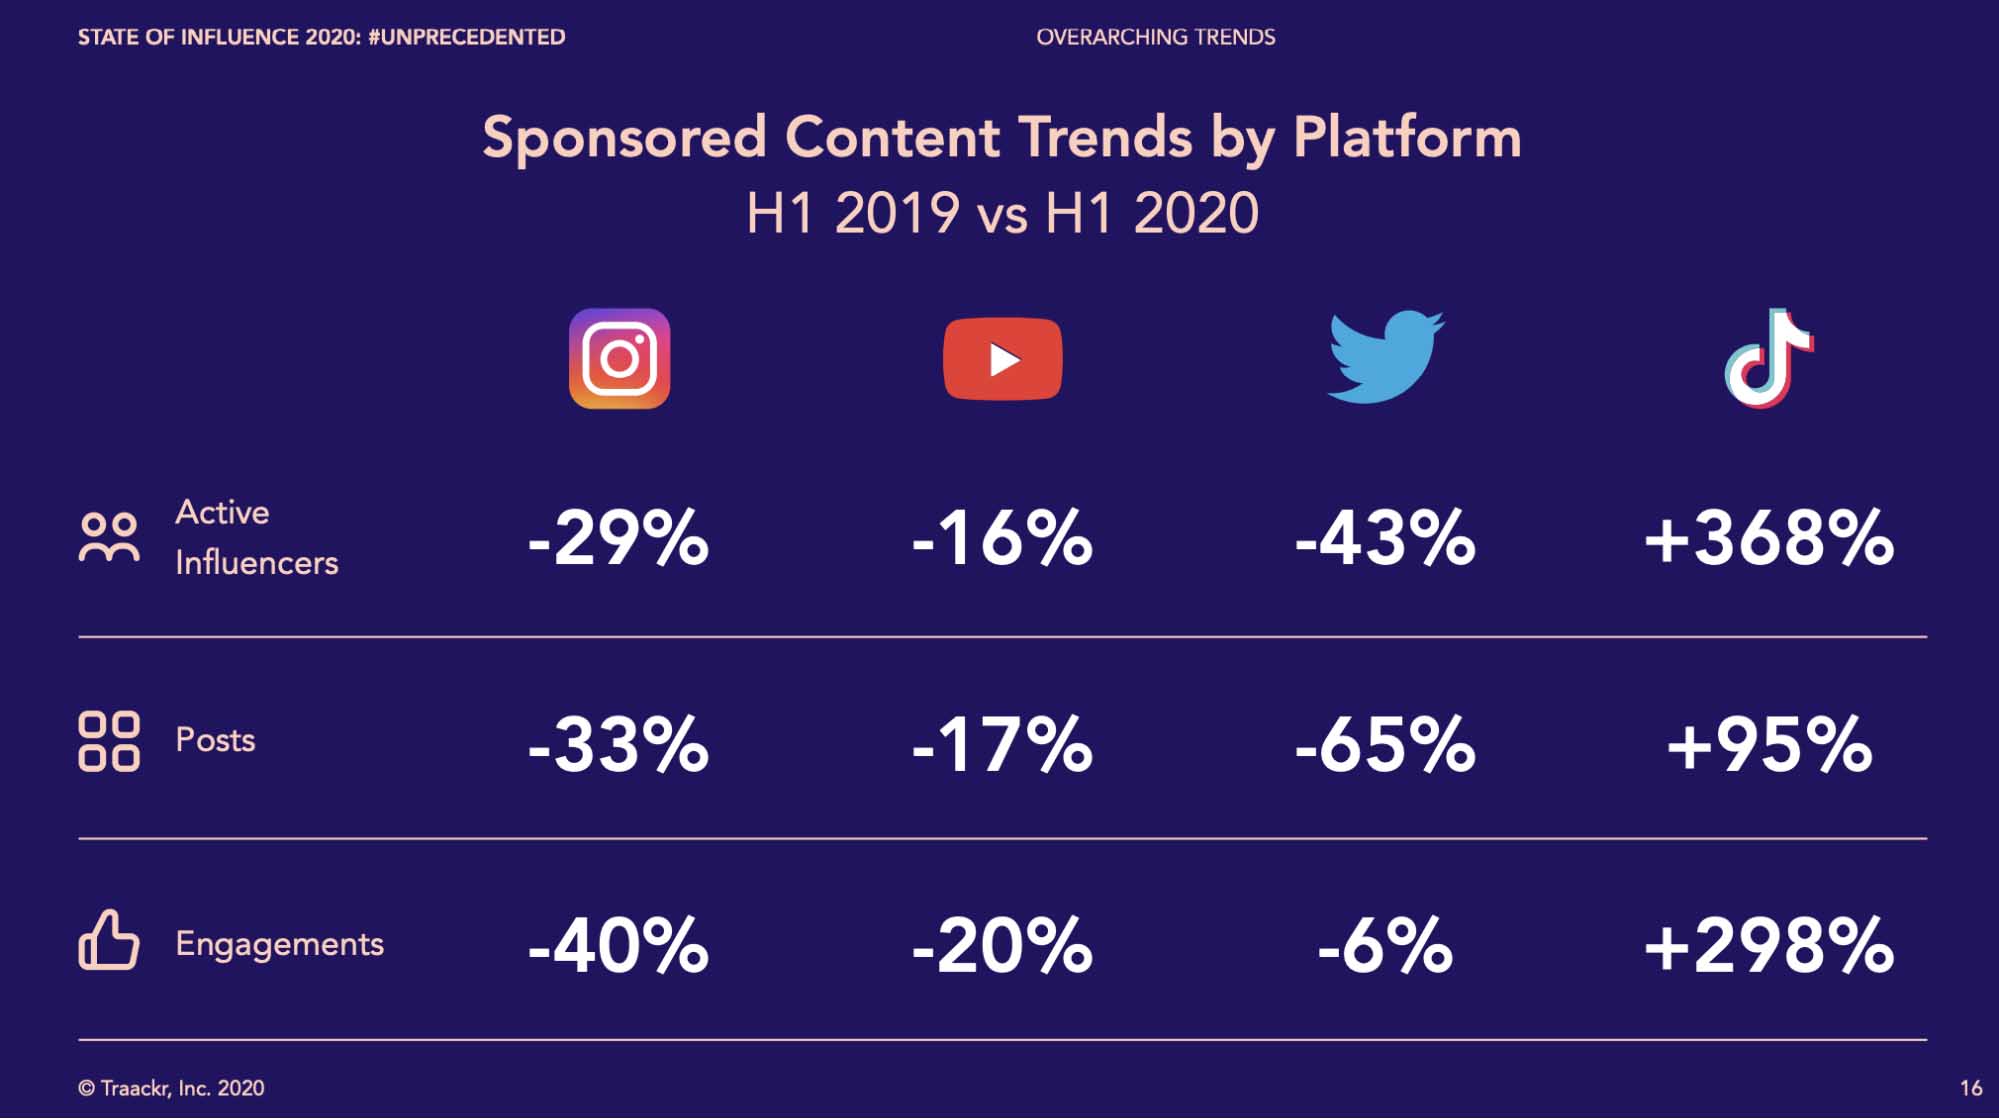 STATE OF INFLUENCE 2020: #UNPRECEDENTED
OVERARCHING TRENDS
Sponsored Content Trends by Platform
H1 2019 vs H1 2020
Active
Influencers
-29%
-16%
-43%
+368%
Posts
-33%
-17%
-65%
+95%
Engagements
-40%
-20%
-6%
+298%
© Traackr, Inc. 2020
16